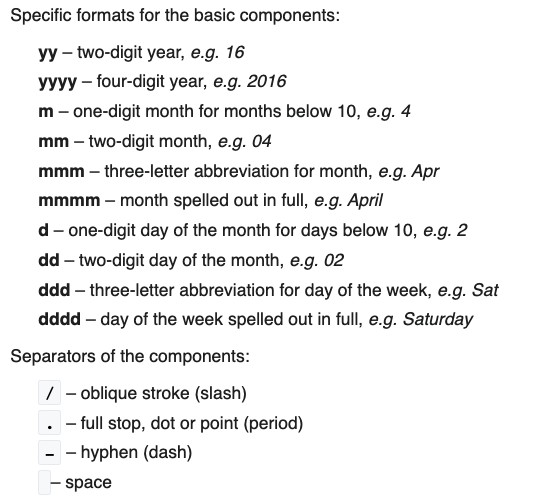 Specific formats for the basic components:
yy – two-digit year, e.g. 16
yyyy – four-digit year, e.g. 2016
m – one-digit month for months below 10, e.g. 4
mm – two-digit month, e.g. 04
mmm – three-letter abbreviation for month, e.g. Apr
mmmm – month spelled out in full, e.g. April
d – one-digit day of the month for days below 10, e.g. 2
dd – two-digit day of the month, e.g. 02
ddd – three-letter abbreviation for day of the week, e.g. Sat
dddd – day of the week spelled out in full, e.g. Saturday
Separators of the components:
/ – oblique stroke (slash)
. – full stop, dot or point (period)
- – hyphen (dash)
– space